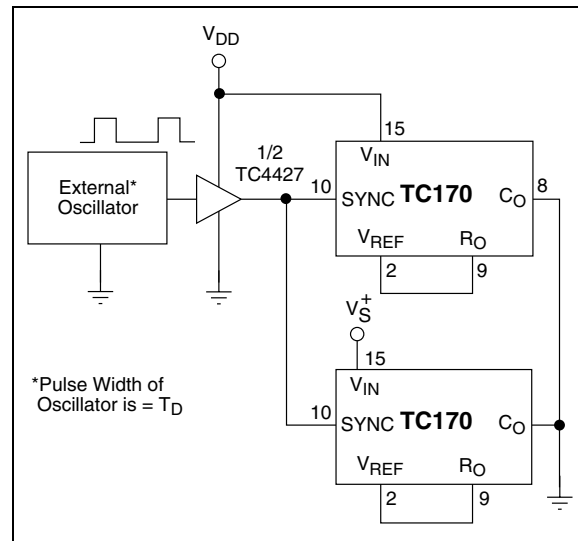 V_DD
1/2
TC4427
External*
Oscillator
15
V_IN
10
SYNC TC170 C_O
8
V_REF R_O
2 9
V_S^+
15
V_IN
10
SYNC TC170 C_O
V_REF R_O
2 9
*Pulse Width of
Oscillator is = T_D